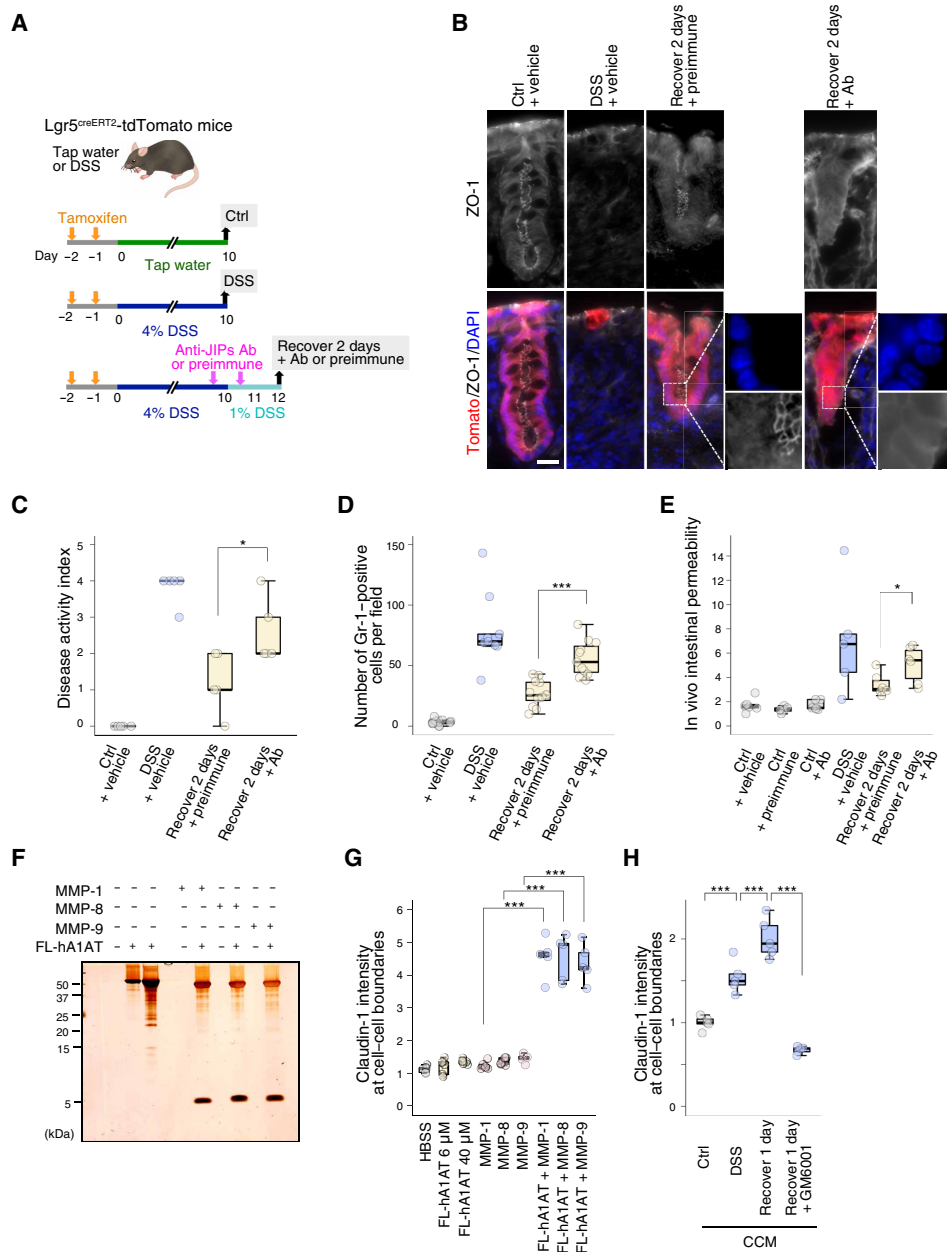 A
Lgr5creERT2-tdTomato mice
Tap water
or DSS
Tamoxifen
Ctrl
Day −2 −1 0 10
Tap water
DSS
−2 −1 0 10
4% DSS
Anti-JIPs Ab
or preimmune
Recover 2 days
+ Ab or preimmune
−2 −1 0 10 11 12
4% DSS 1% DSS
B
Ctrl
+ vehicle
DSS
+ vehicle
Recover 2 days
+ preimmune
Recover 2 days
+ Ab
ZO-1
Tomato/ZO-1/DAPI
C
Disease activity index
5
4
3
2
1
0
*
Ctrl
+ vehicle
DSS
+ vehicle
Recover 2 days
+ preimmune
Recover 2 days
+ Ab
D
Number of Gr-1–positive
cells per field
150
100
50
0
***
Ctrl
+ vehicle
DSS
+ vehicle
Recover 2 days
+ preimmune
Recover 2 days
+ Ab
E
In vivo intestinal permeability
14
12
10
8
6
4
2
0
*
Ctrl
+ vehicle
Ctrl
+ preimmune
Ctrl
+ Ab
DSS
+ vehicle
Recover 2 days
+ preimmune
Recover 2 days
+ Ab
F
MMP-1 – – – + + – – – –
MMP-8 – – – – – + + – –
MMP-9 – – – – – – – + +
FL-hA1AT – + + – + – + – +
50
37
25
20
15
5
(kDa)
G
Claudin-1 intensity
at cell–cell boundaries
6
5
4
3
2
1
0
***
***
***
HBSS
FL-hA1AT 6 µM
FL-hA1AT 40 µM
MMP-1
MMP-8
MMP-9
FL-hA1AT + MMP-1
FL-hA1AT + MMP-8
FL-hA1AT + MMP-9
H
Claudin-1 intensity
at cell–cell boundaries
2
1
0
*** *** ***
Ctrl
DSS
Recover 1 day
Recover 1 day
+ GM6001
CCM